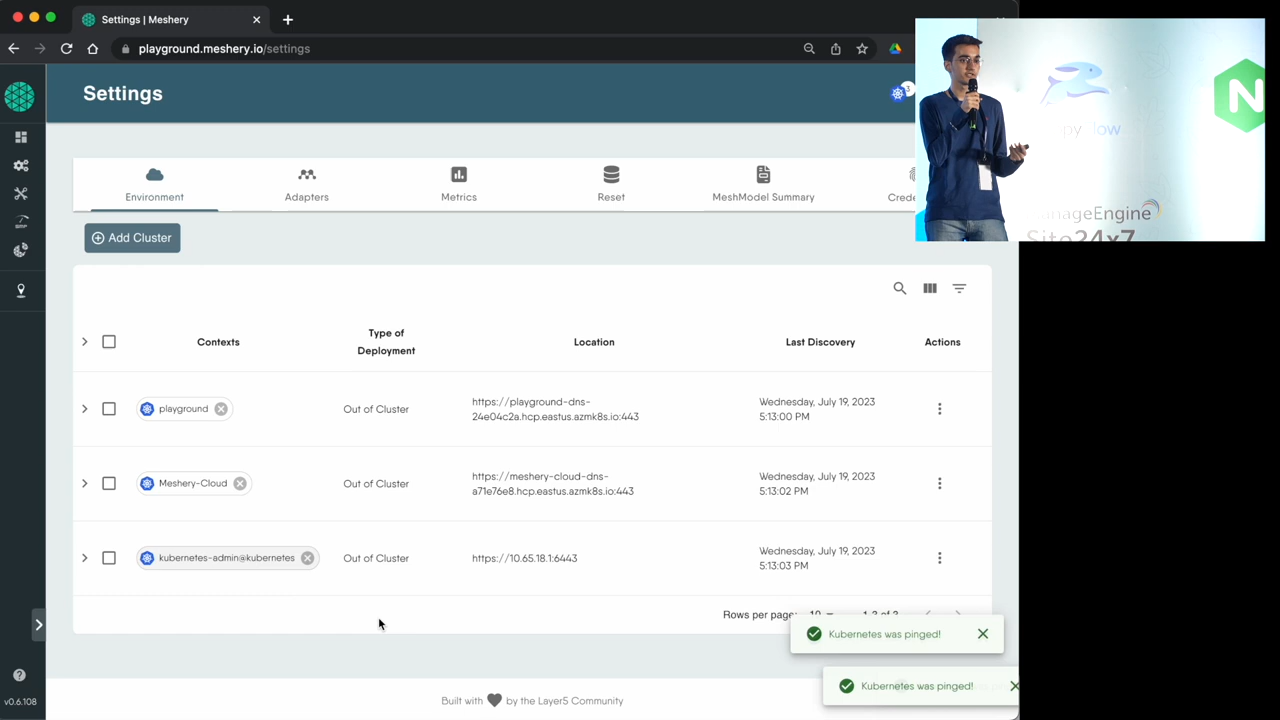 Settings | Meshery
playground.meshery.io/settings
Settings
3
Environment
Adapters
Metrics
Reset
MeshModel Summary
Crede
Add Cluster
Contexts
Type of
Deployment
Location
Last Discovery
Actions
playground
Out of Cluster
https://playground-dns-
24e04c2a.hcp.eastus.azmk8s.io:443
Wednesday, July 19, 2023
5:13:00 PM
Meshery-Cloud
Out of Cluster
https://meshery-cloud-dns-
a71e76e8.hcp.eastus.azmk8s.io:443
Wednesday, July 19, 2023
5:13:02 PM
kubernetes-admin@kubernetes
Out of Cluster
https://10.65.18.1:6443
Wednesday, July 19, 2023
5:13:03 PM
Rows per page: 10
1-3 of 3
Kubernetes was pinged!
Kubernetes was pinged!
Built with
by the Layer5 Community
v0.6.108
N
nageEngine
Site24x7